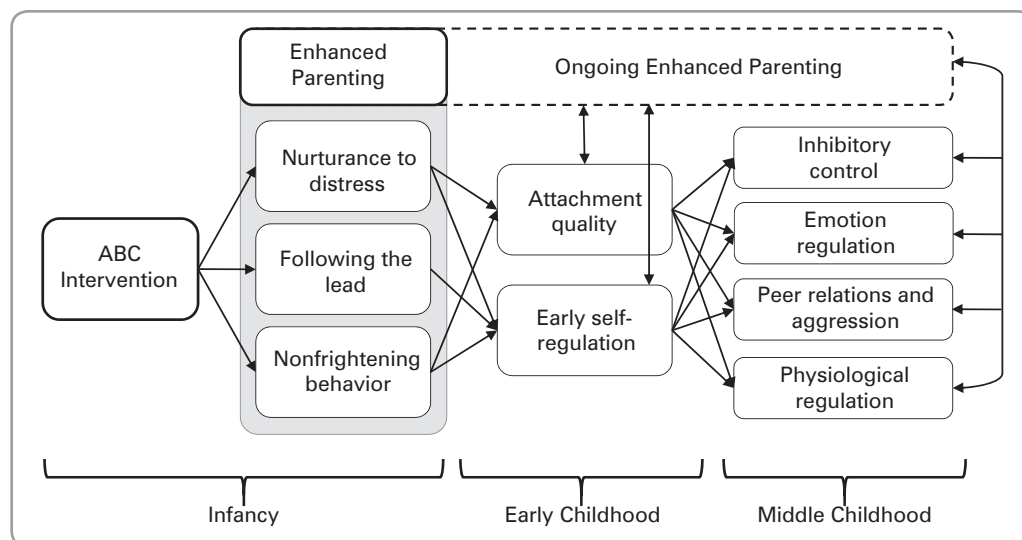 Enhanced
Parenting
Ongoing Enhanced Parenting
ABC
Intervention
Nurturance to
distress
Following the
lead
Nonfrightening
behavior
Attachment
quality
Early self-
regulation
Inhibitory
control
Emotion
regulation
Peer relations and
aggression
Physiological
regulation
Infancy
Early Childhood
Middle Childhood